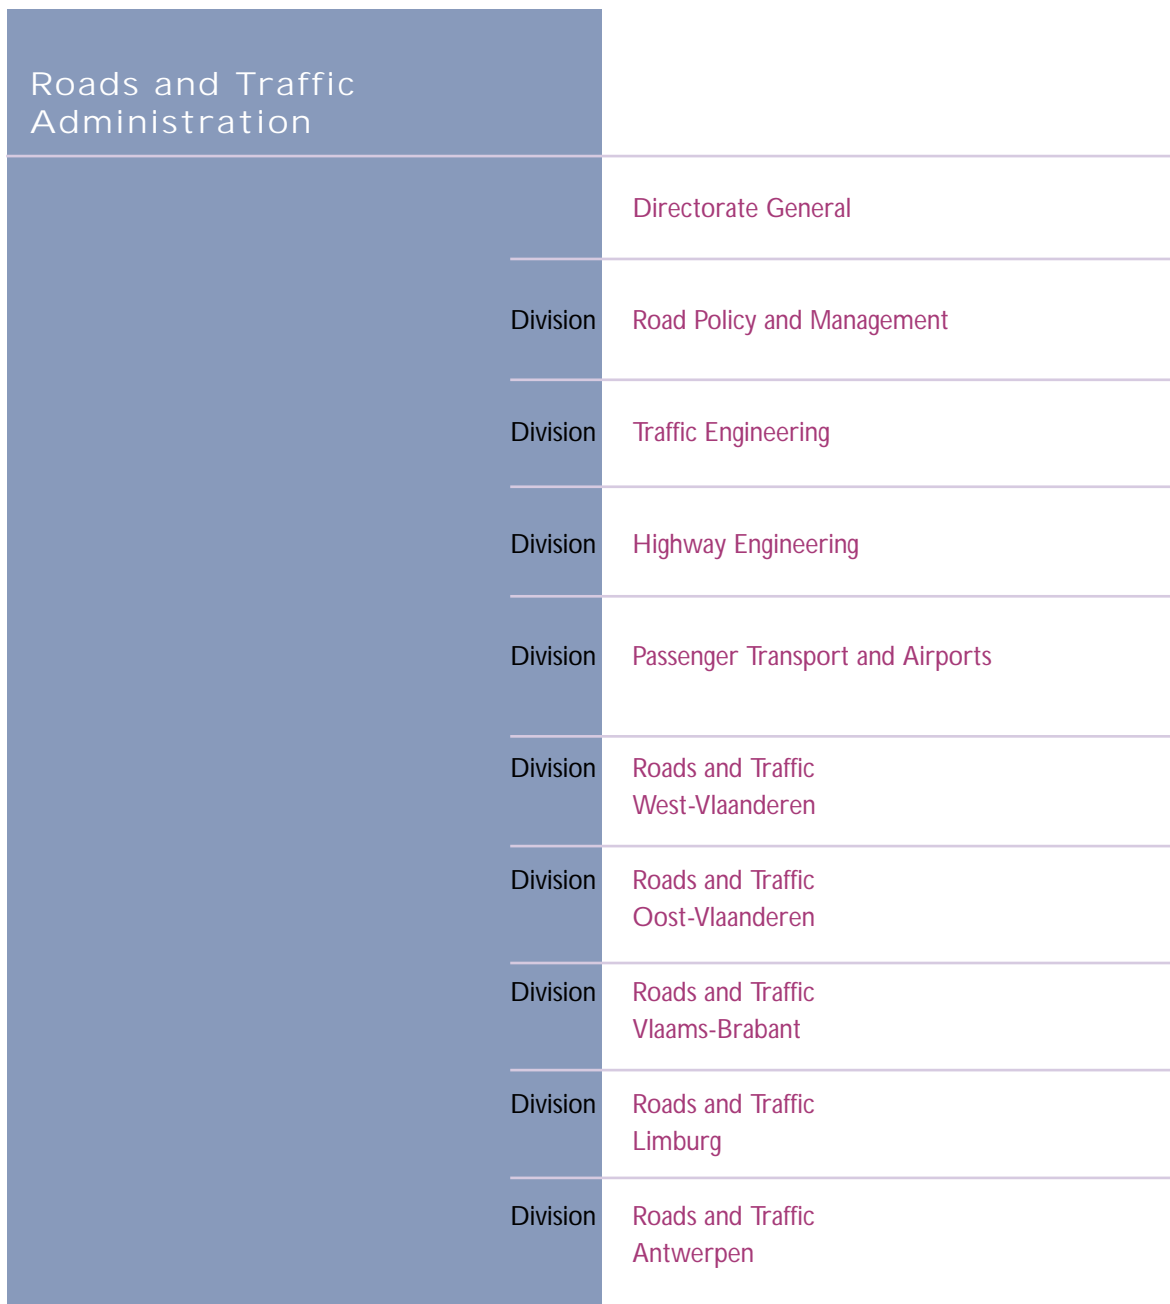 Roads and Traffic
Administration
Directorate General
Division Road Policy and Management
Division Traffic Engineering
Division Highway Engineering
Division Passenger Transport and Airports
Division Roads and Traffic
West-Vlaanderen
Division Roads and Traffic
Oost-Vlaanderen
Division Roads and Traffic
Vlaams-Brabant
Division Roads and Traffic
Limburg
Division Roads and Traffic
Antwerpen